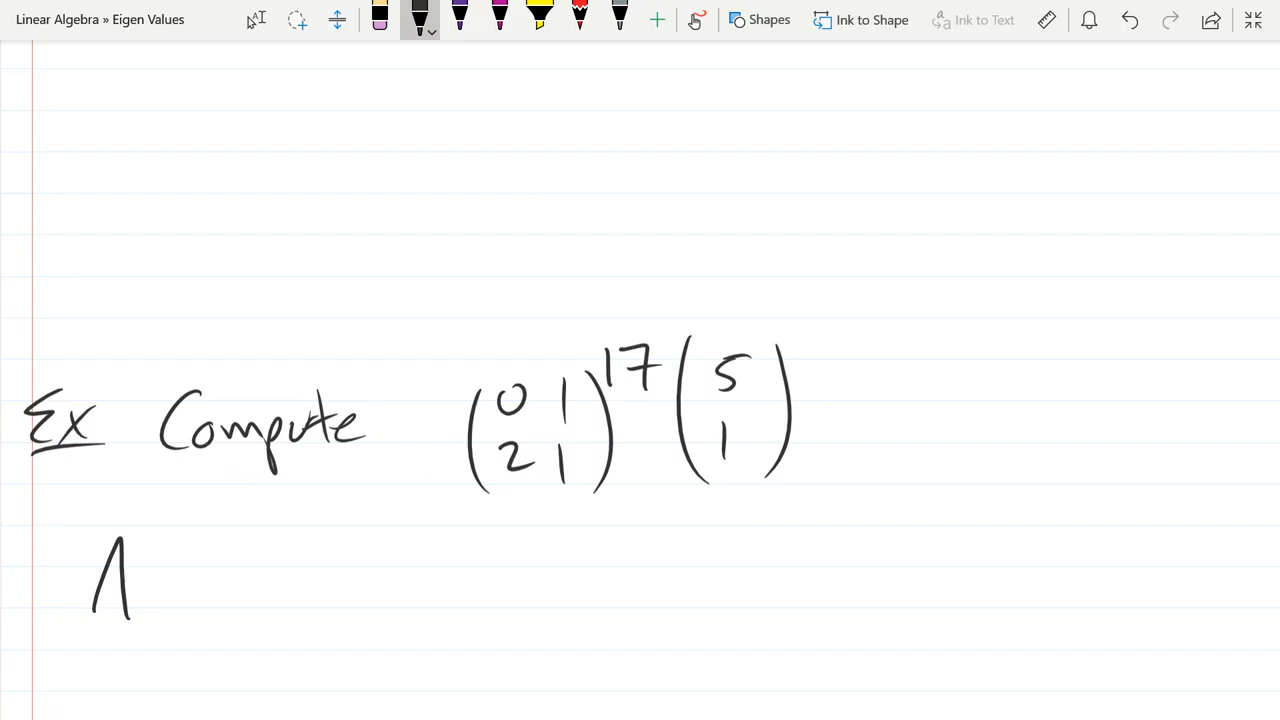 Linear Algebra » Eigen Values Shapes Ink to Shape Ink to Text
Ex Compute (0 1
2 1)^17 (5
1)